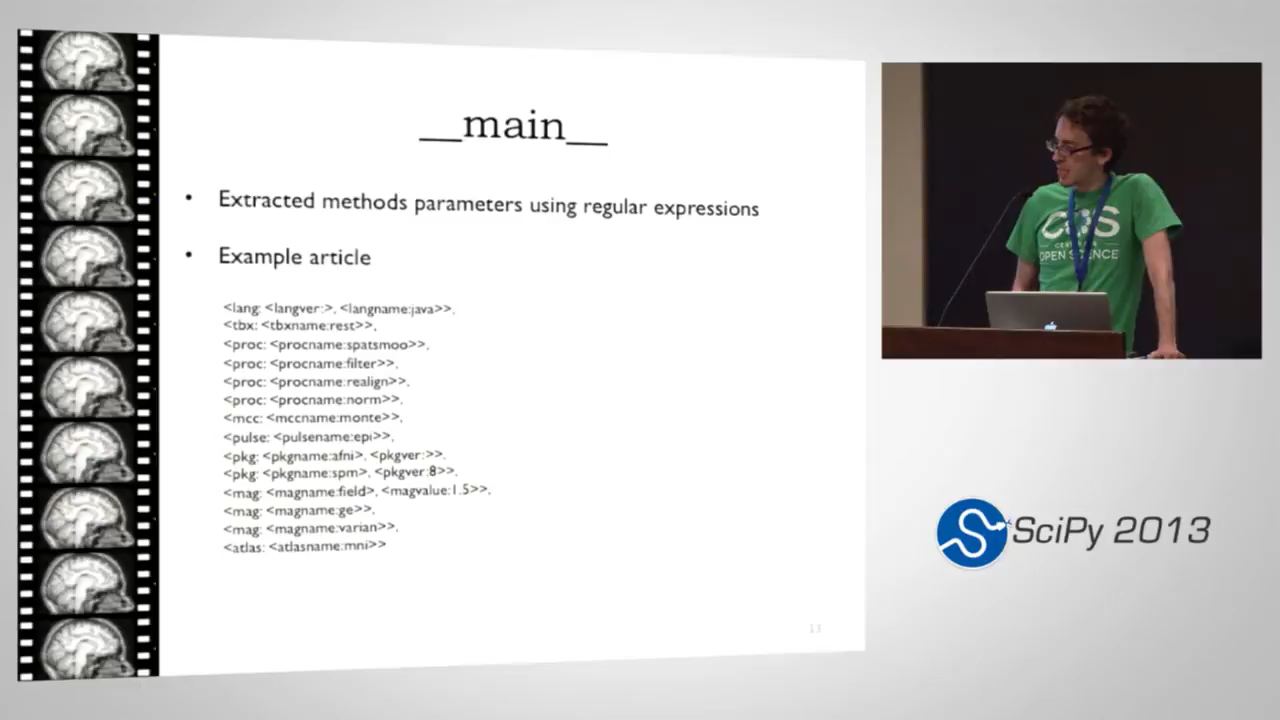 __main__
• Extracted methods parameters using regular expressions
• Example article
<lang: <langver:>, <langname:java>>,
<tbx: <tbxname:rest>>,
<proc: <procname:spatsmoo>>,
<proc: <procname:filter>>,
<proc: <procname:realign>>,
<proc: <procname:norm>>,
<mcc: <mccname:monte>>,
<pulse: <pulsename:epi>>,
<pkg: <pkgname:afni>, <pkgver:>>,
<pkg: <pkgname:spm>, <pkgver:8>>,
<mag: <magname:field>, <magvalue:1.5>>,
<mag: <magname:ge>>,
<mag: <magname:varian>>,
<atlas: <atlasname:mni>>
13
COS
OPEN SCIENCE
SciPy 2013